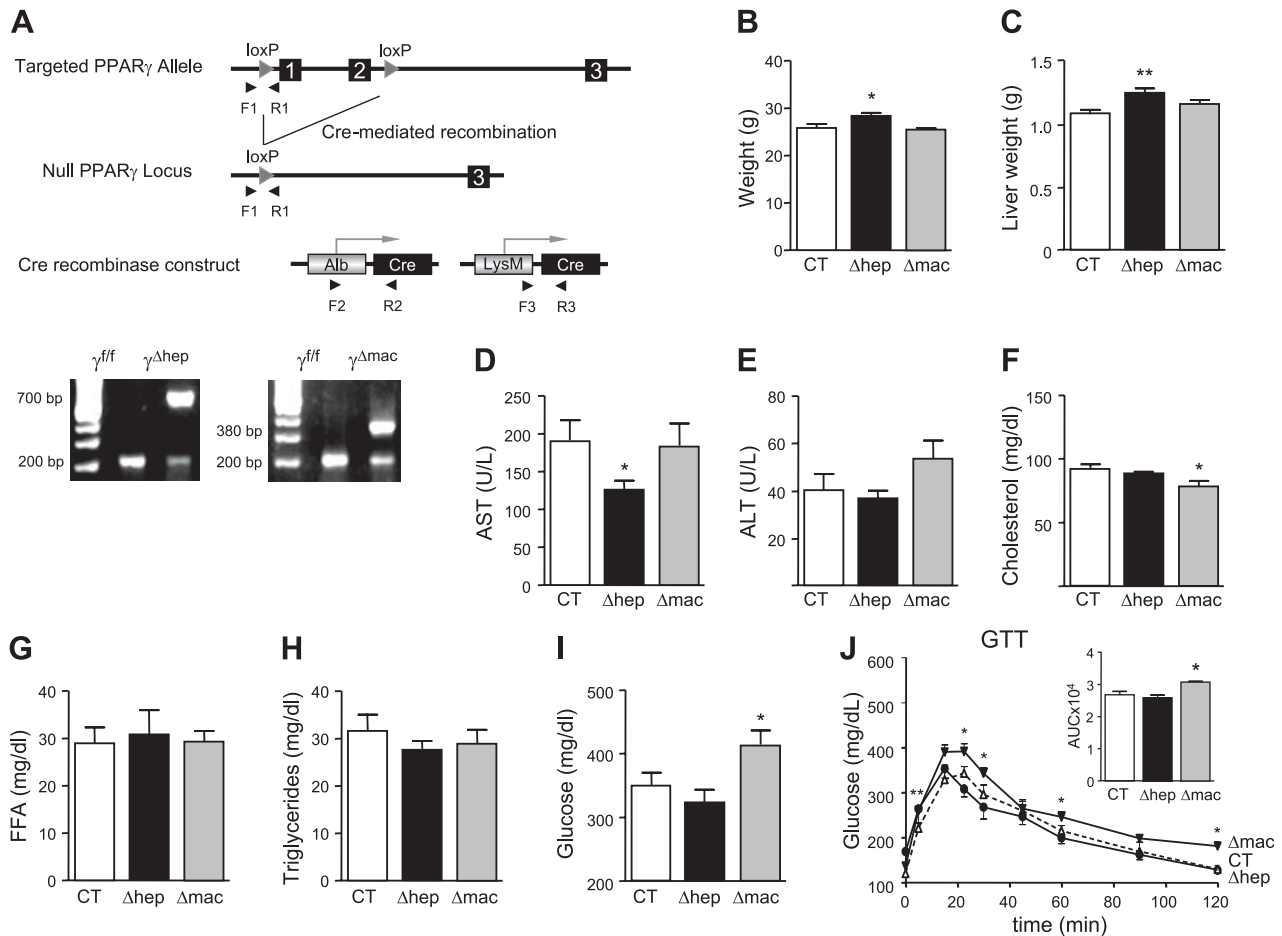 A
Targeted PPARγ Allele
loxP
loxP
1
2
3
F1 R1
Cre-mediated recombination
Null PPARγ Locus
loxP
3
F1 R1
Cre recombinase construct
Alb Cre
LysM Cre
F2 R2
F3 R3
γf/f γΔhep
700 bp
200 bp
γf/f γΔmac
380 bp
200 bp
B
Weight (g)
40
30
20
10
0
*
CT Δhep Δmac
C
Liver weight (g)
1.5
1.0
0.5
0
**
CT Δhep Δmac
D
AST (U/L)
250
200
150
100
50
0
*
CT Δhep Δmac
E
ALT (U/L)
80
60
40
20
0
CT Δhep Δmac
F
Cholesterol (mg/dl)
150
100
50
0
*
CT Δhep Δmac
G
FFA (mg/dl)
40
30
20
10
0
CT Δhep Δmac
H
Triglycerides (mg/dl)
40
30
20
10
0
CT Δhep Δmac
I
Glucose (mg/dl)
500
400
300
200
*
CT Δhep Δmac
J
GTT
Glucose (mg/dL)
600
500
400
300
200
100
**
*
*
*
*
0 20 40 60 80 100 120
time (min)
Δmac
CT
Δhep
AUCx104
4
3
2
1
0
*
CT Δhep Δmac